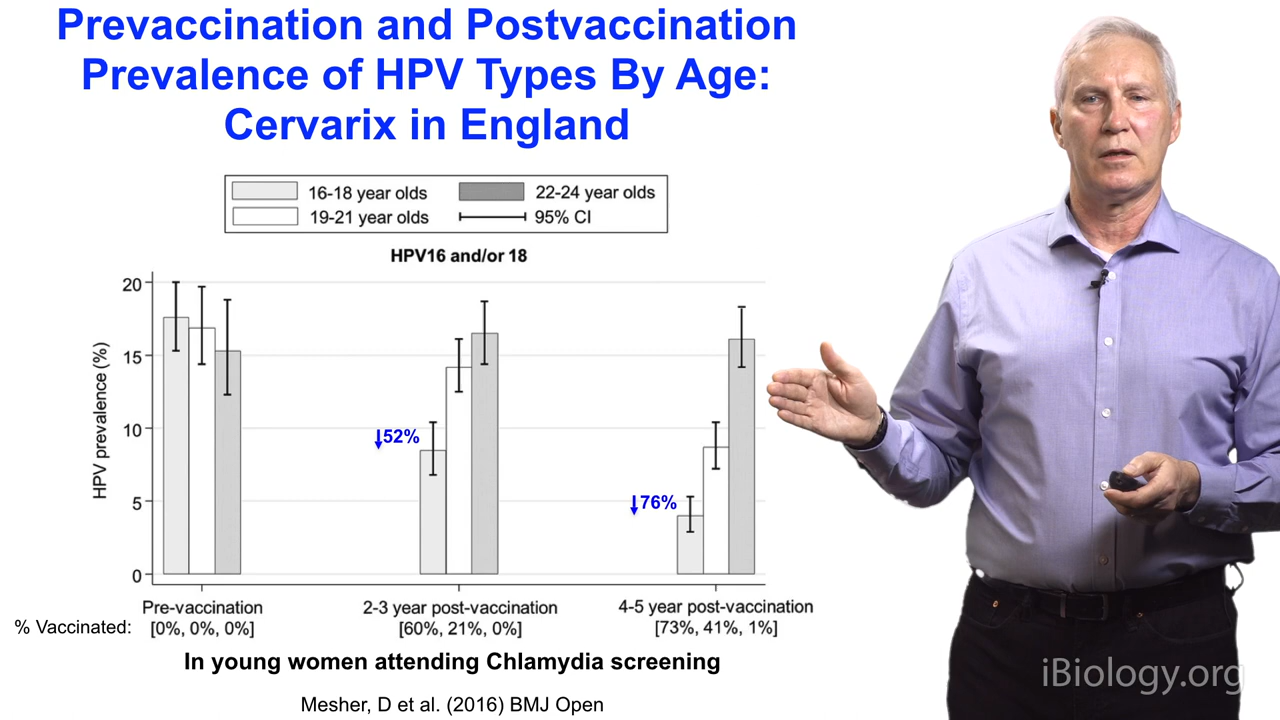 Prevaccination and Postvaccination
Prevalence of HPV Types By Age:
Cervarix in England
16-18 year olds
22-24 year olds
19-21 year olds
95% CI
HPV16 and/or 18
HPV prevalence (%)
20
15
10
5
0
↓52%
↓76%
Pre-vaccination
2-3 year post-vaccination
4-5 year post-vaccination
% Vaccinated:
[0%, 0%, 0%]
[60%, 21%, 0%]
[73%, 41%, 1%]
In young women attending Chlamydia screening
Mesher, D et al. (2016) BMJ Open
iBiology.org